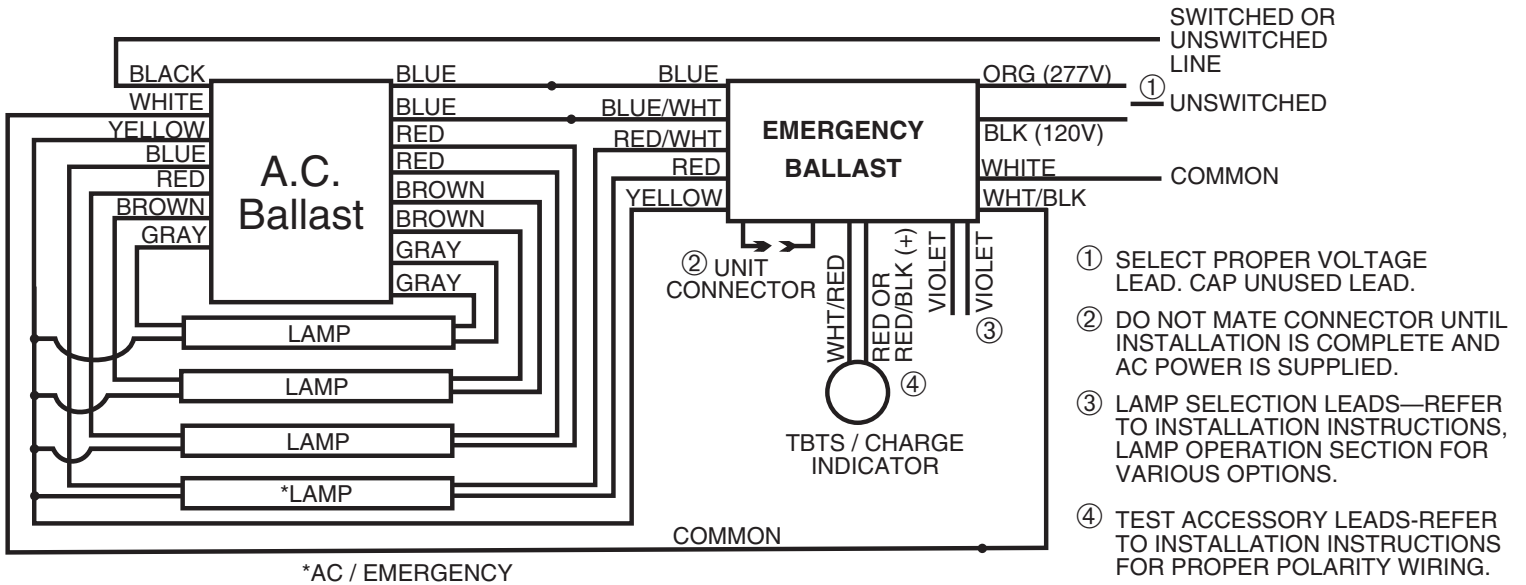 SWITCHED OR
UNSWITCHED
LINE
BLACK
WHITE
YELLOW
BLUE
RED
BROWN
GRAY
A.C.
Ballast
BLUE
BLUE
RED
RED
BROWN
BROWN
GRAY
GRAY
BLUE
BLUE/WHT
RED/WHT
RED
YELLOW
EMERGENCY
BALLAST
ORG (277V)
① UNSWITCHED
BLK (120V)
WHITE
COMMON
WHT/BLK
② UNIT
CONNECTOR
WHT/RED
RED OR
RED/BLK (+)
VIOLET
VIOLET
③
④
TBTS / CHARGE
INDICATOR
LAMP
LAMP
LAMP
*LAMP
COMMON
*AC / EMERGENCY
① SELECT PROPER VOLTAGE
LEAD. CAP UNUSED LEAD.
② DO NOT MATE CONNECTOR UNTIL
INSTALLATION IS COMPLETE AND
AC POWER IS SUPPLIED.
③ LAMP SELECTION LEADS—REFER
TO INSTALLATION INSTRUCTIONS,
LAMP OPERATION SECTION FOR
VARIOUS OPTIONS.
④ TEST ACCESSORY LEADS-REFER
TO INSTALLATION INSTRUCTIONS
FOR PROPER POLARITY WIRING.